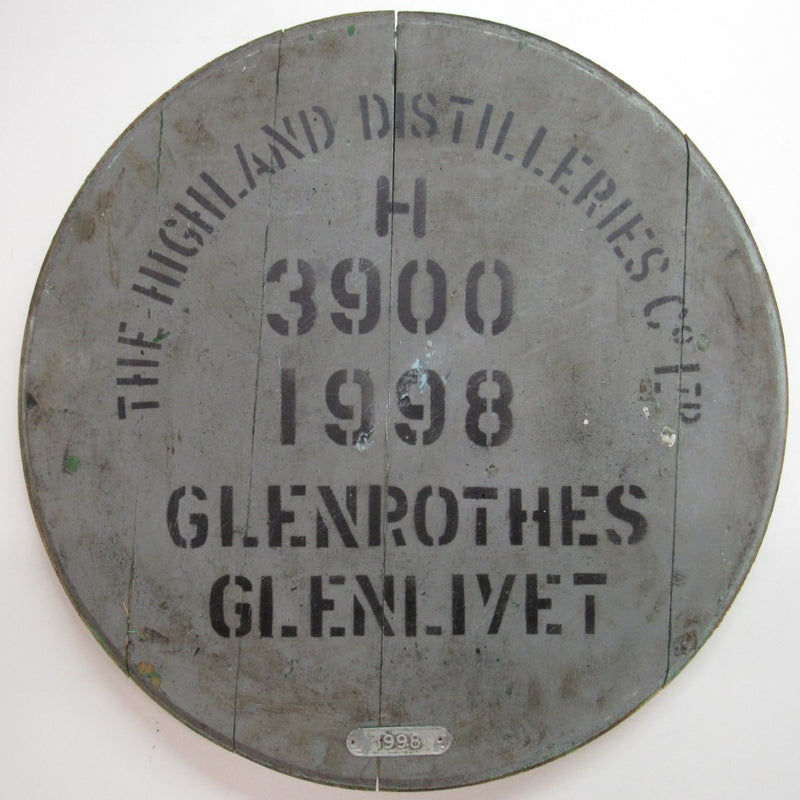 THE HIGHLAND DISTILLERIES Cº LTD
H
3900
1998
GLENROTHES
GLENLIVET
1998